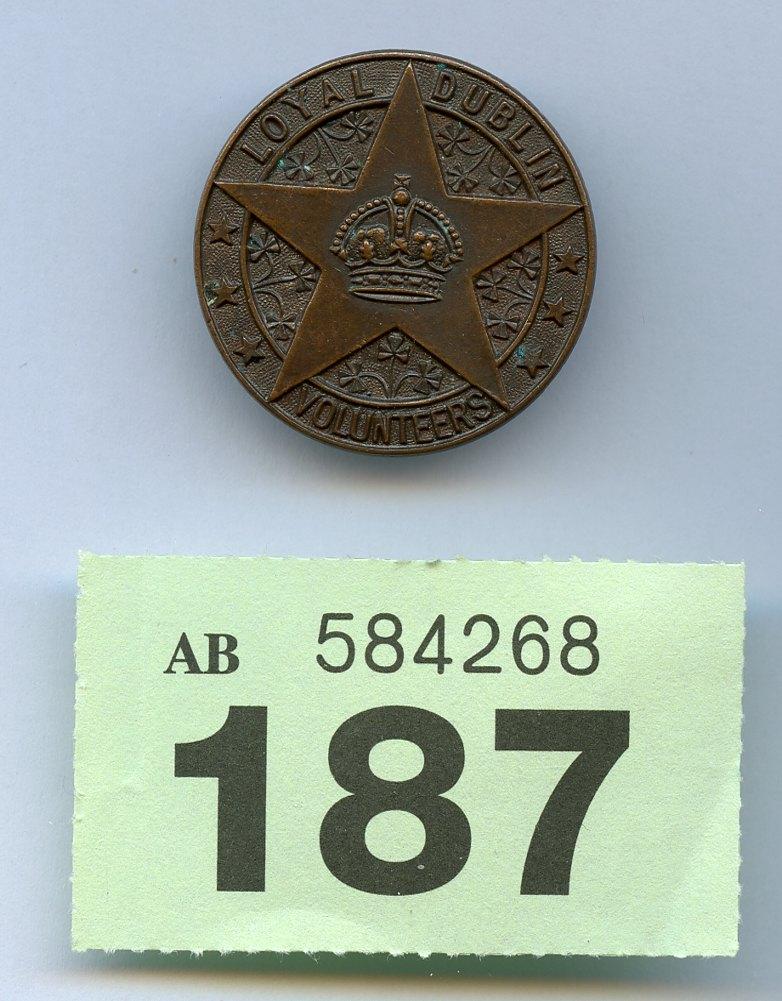 LOYAL DUBLIN
VOLUNTEERS
AB 584268
187